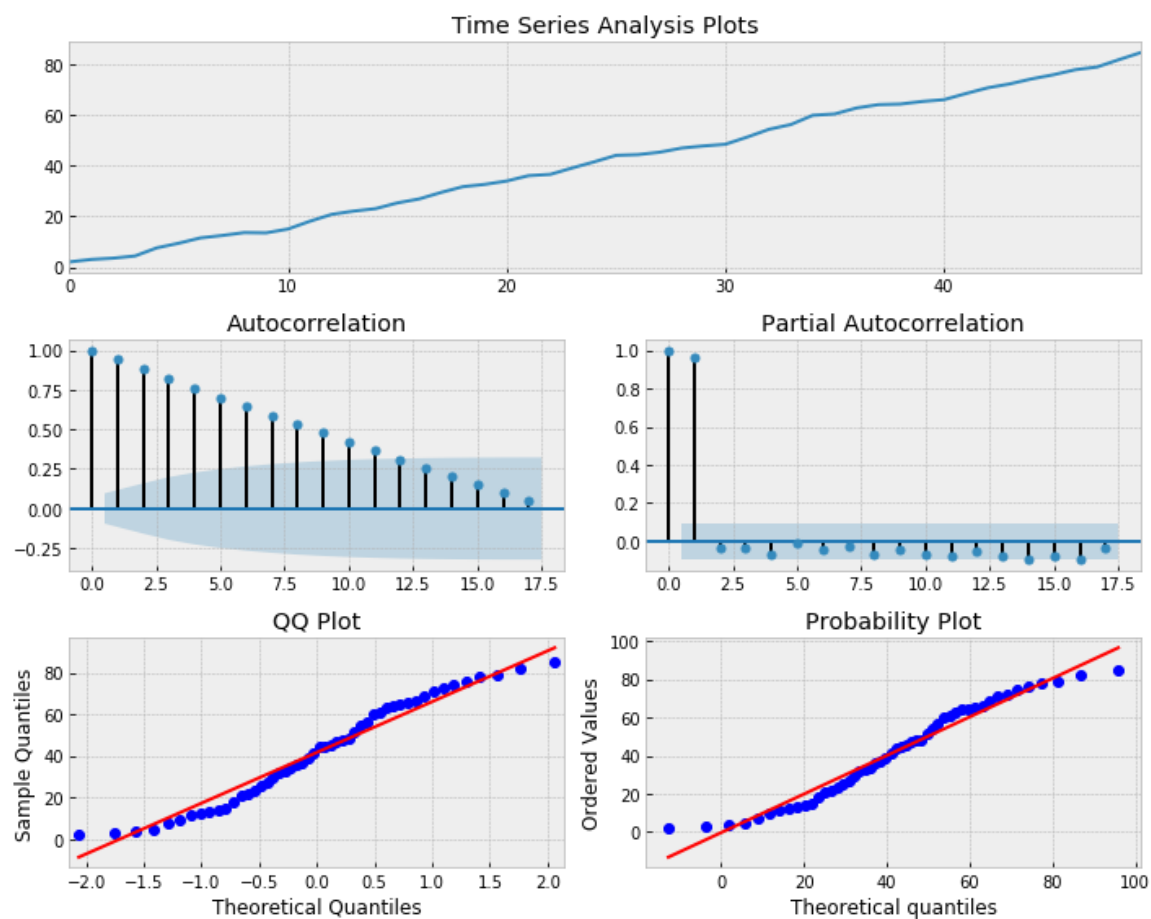 Time Series Analysis Plots
80
60
40
20
0
0 10 20 30 40
Autocorrelation
1.00
0.75
0.50
0.25
0.00
−0.25
0.0 2.5 5.0 7.5 10.0 12.5 15.0 17.5
Partial Autocorrelation
1.0
0.8
0.6
0.4
0.2
0.0
0.0 2.5 5.0 7.5 10.0 12.5 15.0 17.5
QQ Plot
Sample Quantiles
80
60
40
20
0
−2.0 −1.5 −1.0 −0.5 0.0 0.5 1.0 1.5 2.0
Theoretical Quantiles
Probability Plot
Ordered Values
100
80
60
40
20
0
0 20 40 60 80 100
Theoretical quantiles